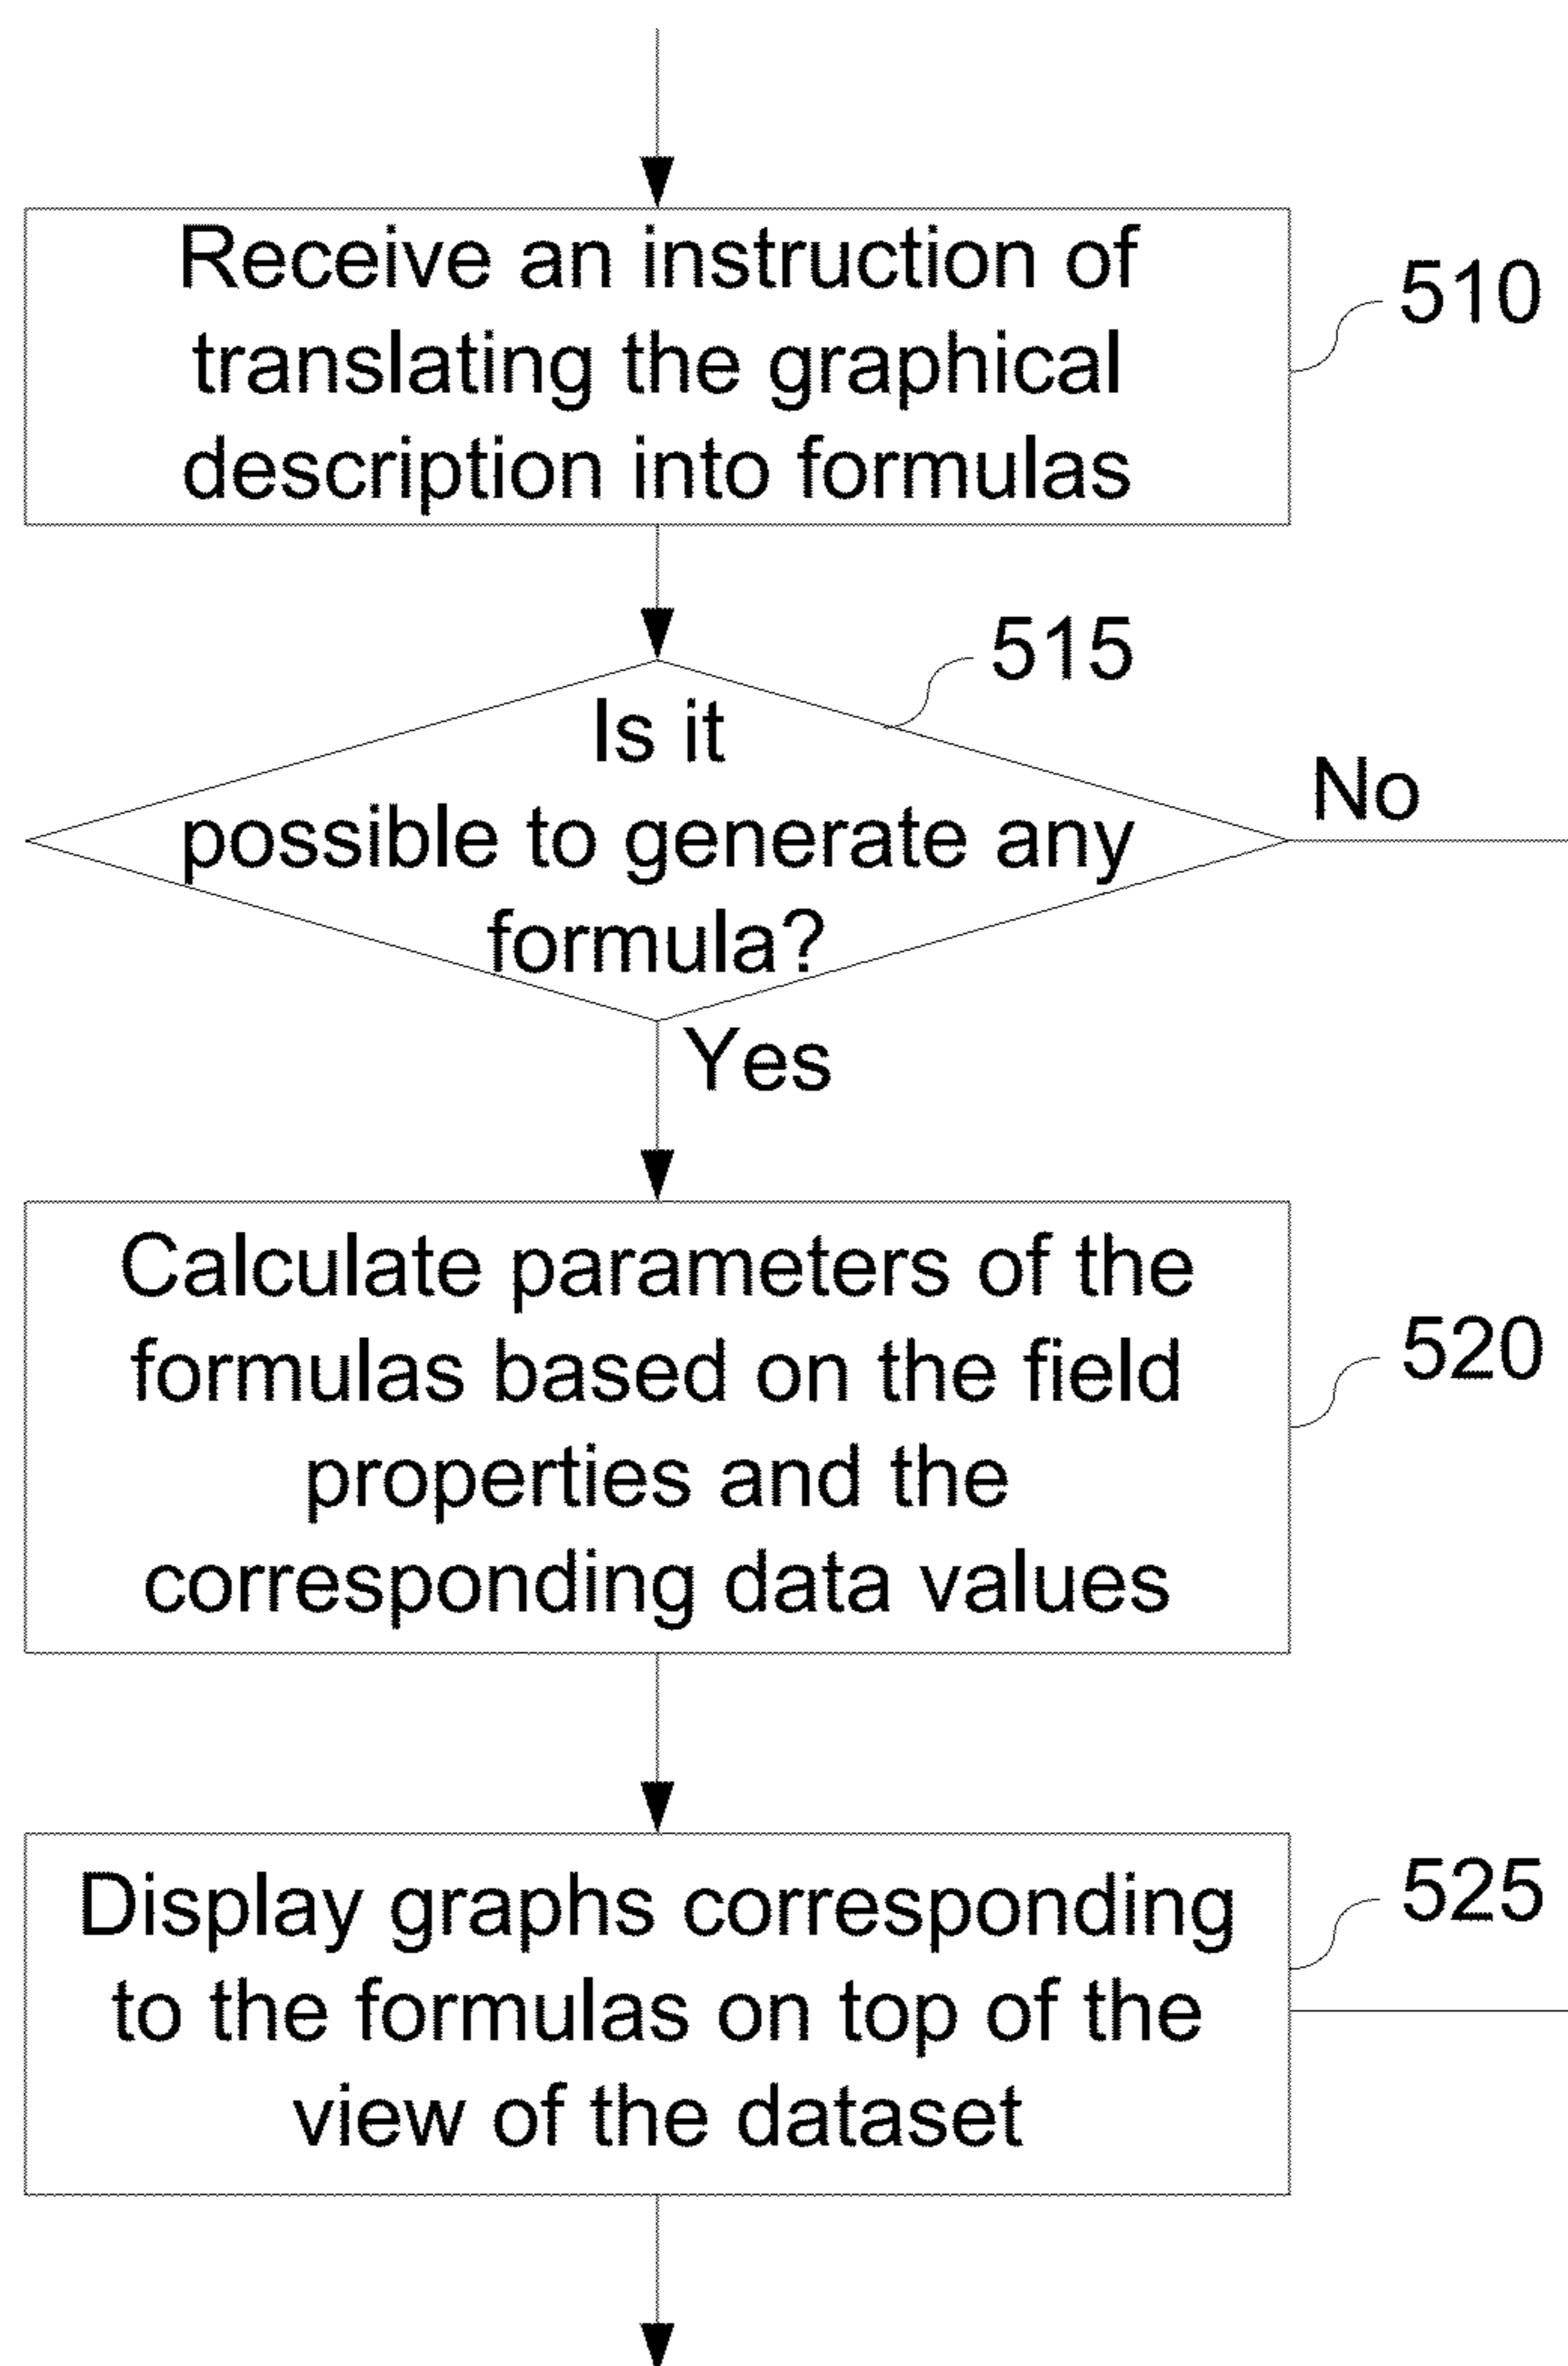 Receive an instruction of
translating the graphical
description into formulas
510
515
Is it
possible to generate any
formula?
No
Yes
Calculate parameters of the
formulas based on the field
properties and the
corresponding data values
520
Display graphs corresponding
to the formulas on top of the
view of the dataset
525